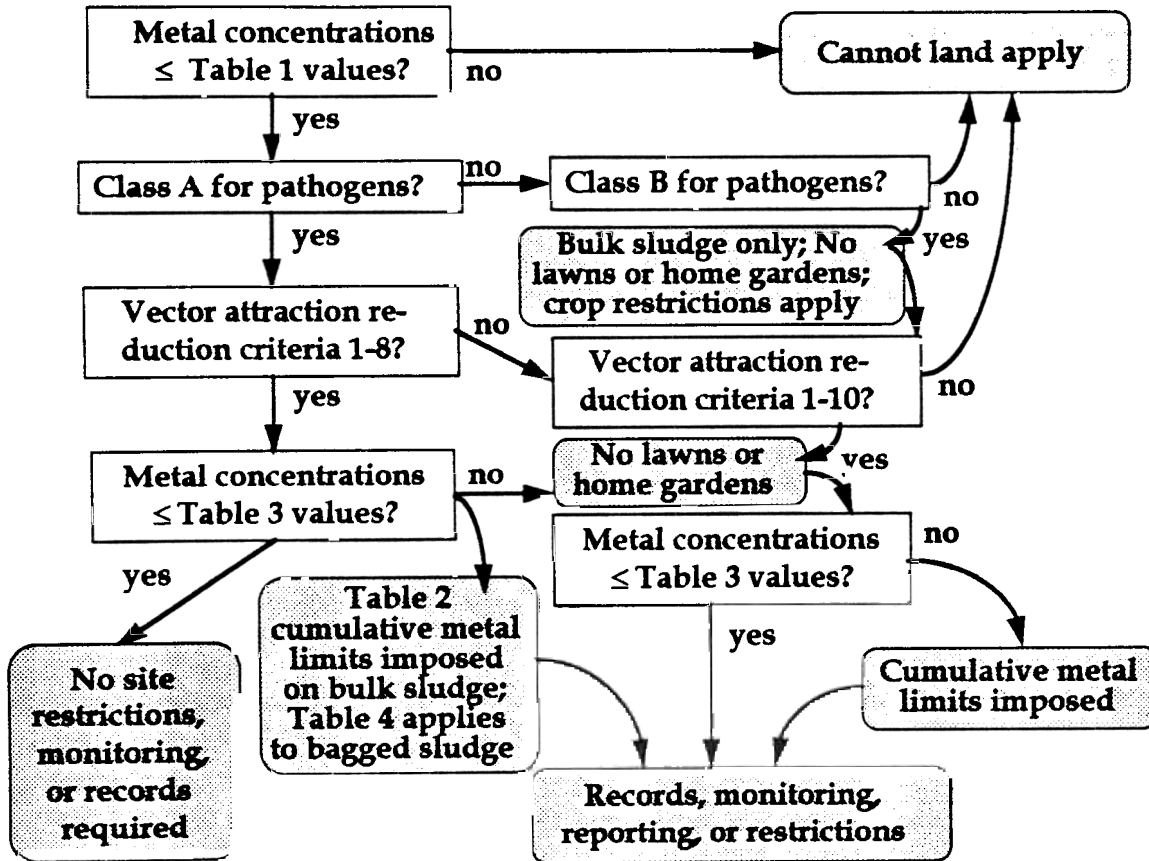 Metal concentrations
≤ Table 1 values?
no
Cannot land apply
yes
Class A for pathogens?
no
Class B for pathogens?
no
yes
yes
Bulk sludge only; No
lawns or home gardens;
crop restrictions apply
Vector attraction re-
duction criteria 1-8?
no
Vector attraction re-
duction criteria 1-10?
no
yes
yes
No lawns or
home gardens
Metal concentrations
≤ Table 3 values?
no
Metal concentrations
≤ Table 3 values?
no
yes
Table 2
cumulative metal
limits imposed
on bulk sludge;
Table 4 applies
to bagged sludge
yes
No site
restrictions,
monitoring,
or records
required
Cumulative metal
limits imposed
Records, monitoring,
reporting, or restrictions